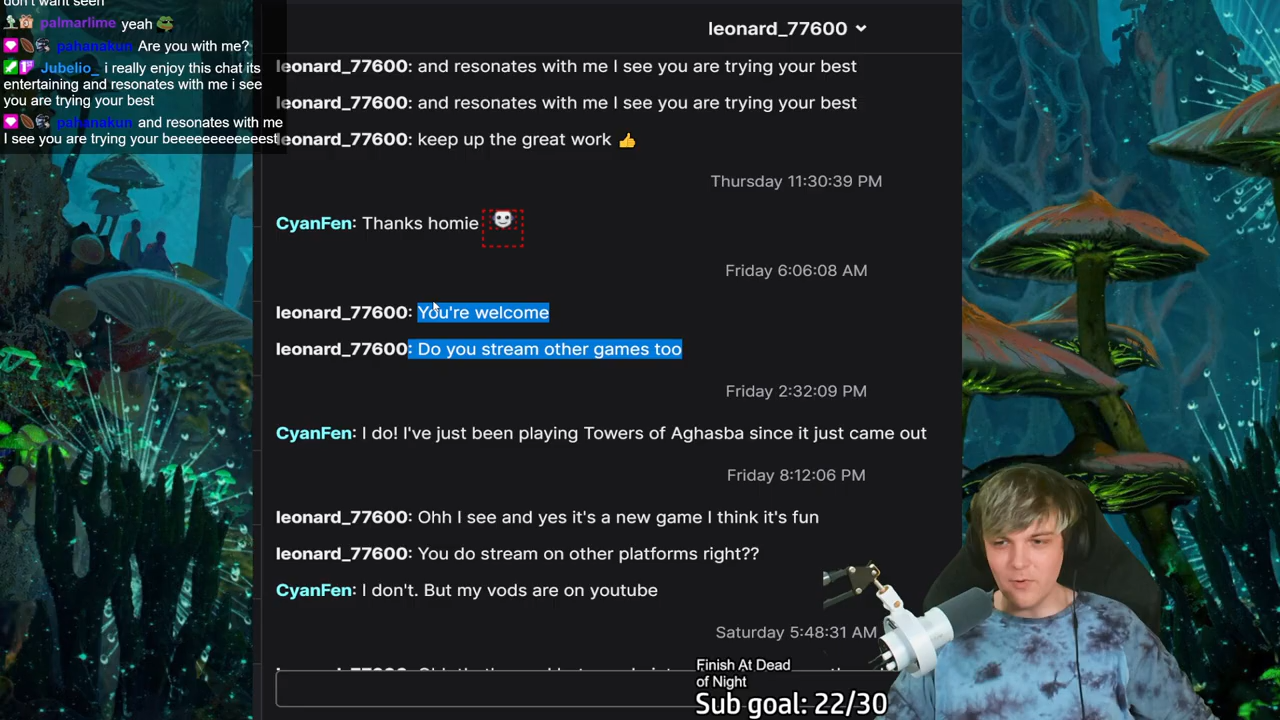 don't want seen
palmarlime yeah
pahanakun Are you with me?
Jubelio_ i really enjoy this chat its
entertaining and resonates with me i see
you are trying your best
pahanakun and resonates with me
I see you are trying your beeeeeeeeeeest
leonard_77600
leonard_77600: and resonates with me I see you are trying your best
leonard_77600: and resonates with me I see you are trying your best
leonard_77600: keep up the great work 👍
Thursday 11:30:39 PM
CyanFen: Thanks homie
Friday 6:06:08 AM
leonard_77600: You're welcome
leonard_77600: Do you stream other games too
Friday 2:32:09 PM
CyanFen: I do! I've just been playing Towers of Aghasba since it just came out
Friday 8:12:06 PM
leonard_77600: Ohh I see and yes it's a new game I think it's fun
leonard_77600: You do stream on other platforms right??
CyanFen: I don't. But my vods are on youtube
Saturday 5:48:31 AM
Finish At Dead
of Night
Sub goal: 22/30